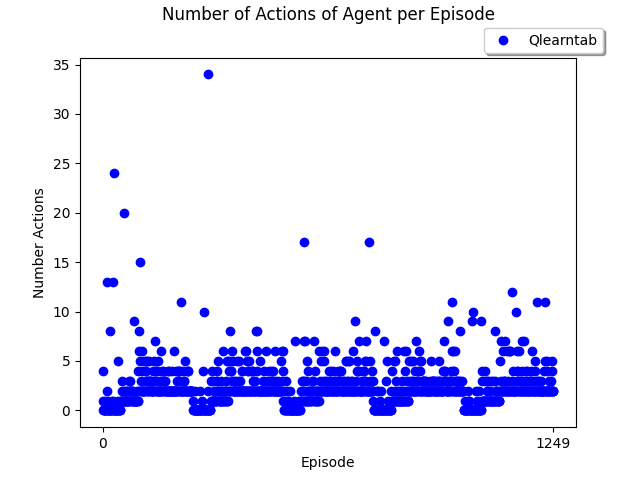 Number of Actions of Agent per Episode
Qlearntab
35
30
25
20
15
10
5
0
Number Actions
0 1249
Episode